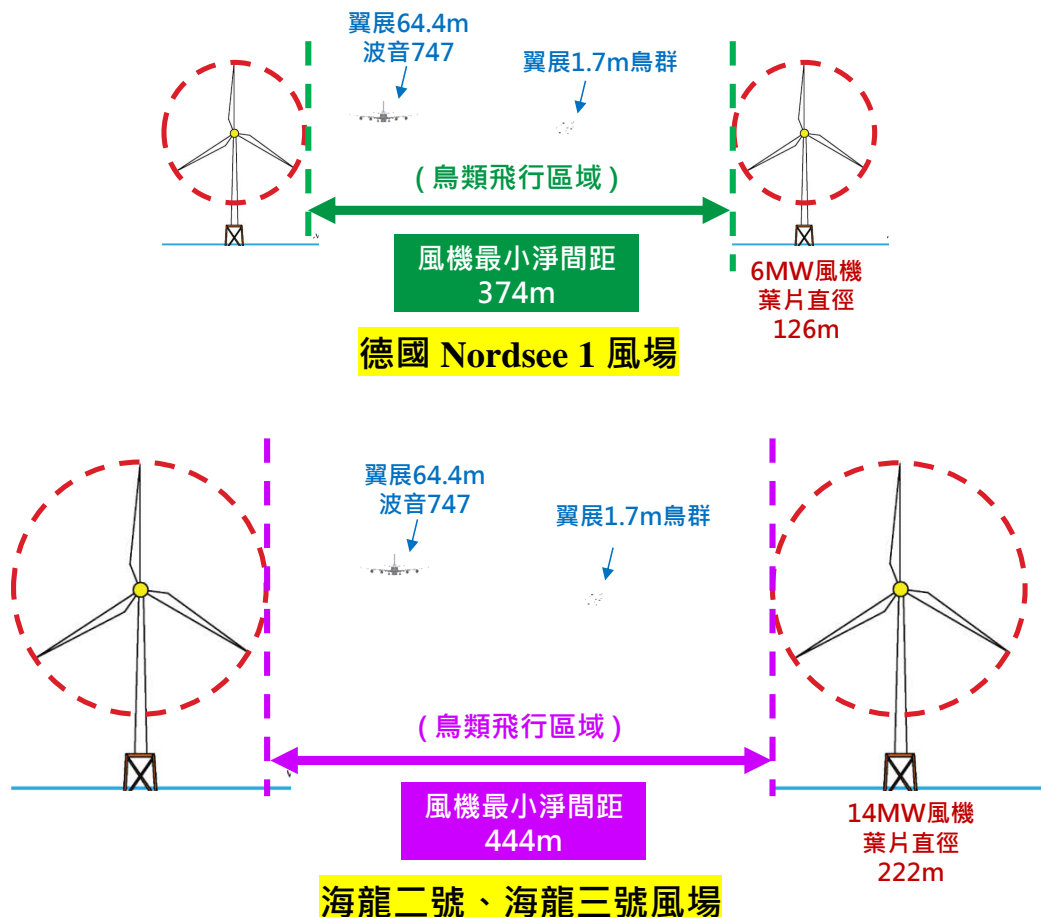 翼展64.4m
波音747
翼展1.7m鳥群
(鳥類飛行區域)
風機最小淨間距
374m
6MW風機
葉片直徑
126m
德國 Nordsee 1 風場
翼展64.4m
波音747
翼展1.7m鳥群
(鳥類飛行區域)
風機最小淨間距
444m
14MW風機
葉片直徑
222m
海龍二號、海龍三號風場